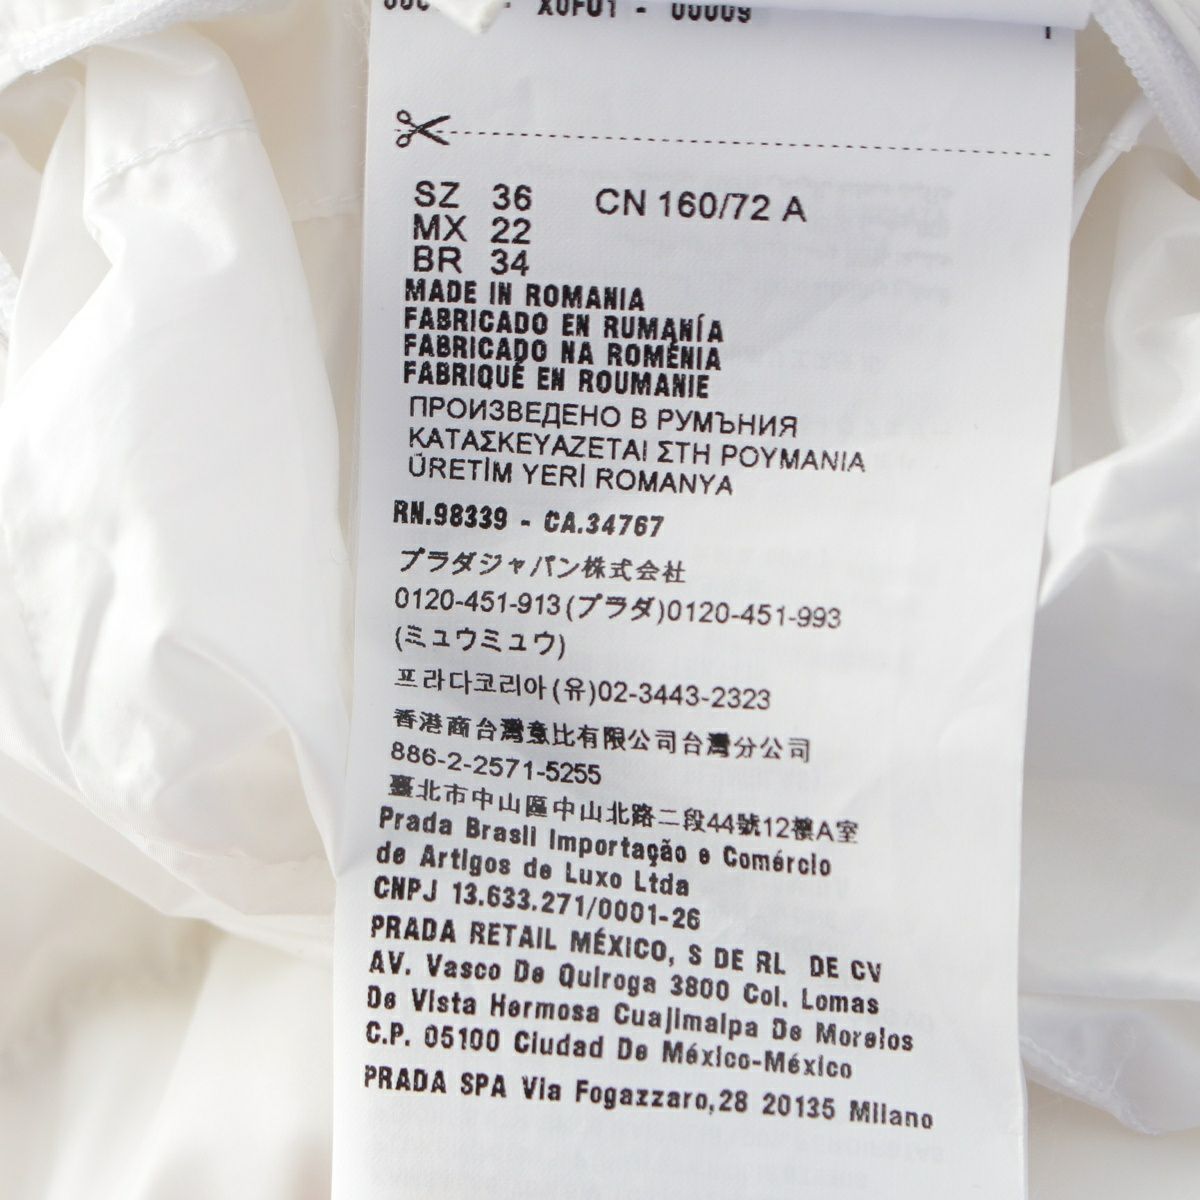 X0F01 - 00009
SZ 36 CN 160/72 A
MX 22
BR 34
MADE IN ROMANIA
FABRICADO EN RUMANÍA
FABRICADO NA ROMÊNIA
FABRIQUÉ EN ROUMANIE
ПРОИЗВЕДЕНО В РУМЪНИЯ
ΚΑΤΑΣΚΕΥΑΖΕΤΑΙ ΣΤΗ ΡΟΥΜΑΝΙΑ
ÜRETİM YERİ ROMANYA
RN.98339 - CA.34767
プラダジャパン株式会社
0120-451-913(プラダ)0120-451-993
(ミュウミュウ)
프라다코리아(유)02-3443-2323
香港商台灣意比有限公司台灣分公司
886-2-2571-5255
臺北市中山區中山北路二段44號12樓A室
Prada Brasil Importação e Comércio
de Artigos de Luxo Ltda
CNPJ 13.633.271/0001-26
PRADA RETAIL MÉXICO, S DE RL DE CV
AV. Vasco De Quiroga 3800 Col. Lomas
De Vista Hermosa Cuajimalpa De Morelos
C.P. 05100 Ciudad De México-México
PRADA SPA Via Fogazzaro,28 20135 Milano